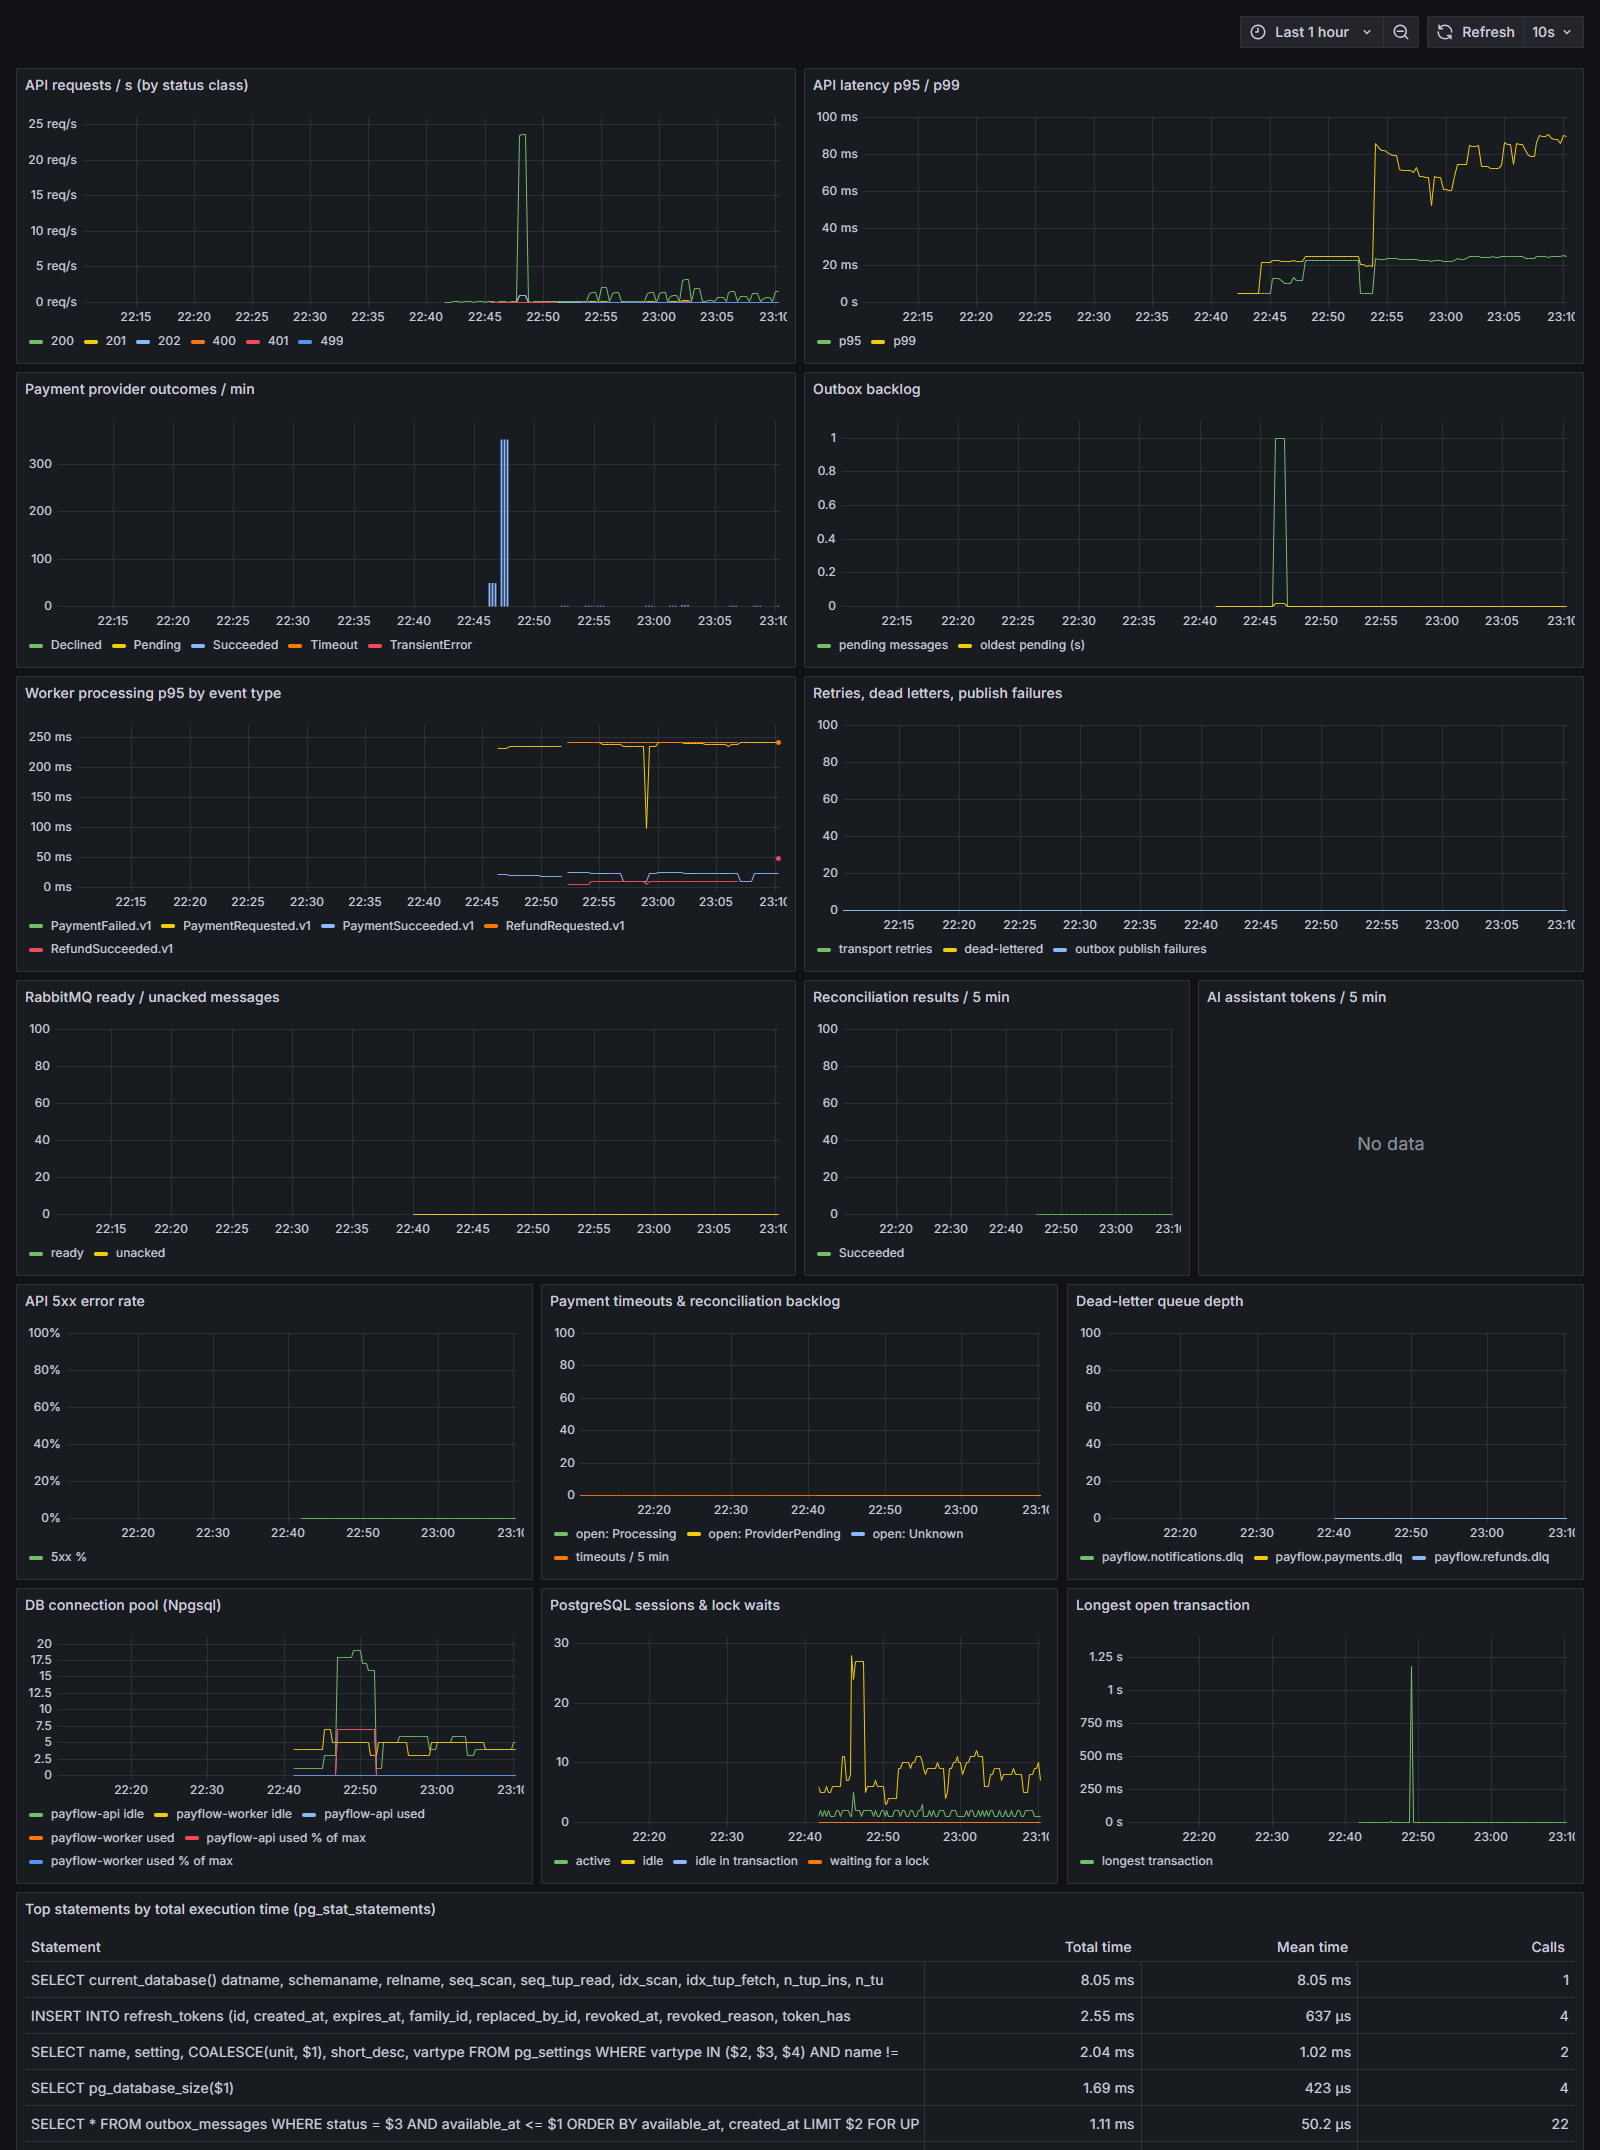 Last 1 hour
Refresh
10s
API requests / s (by status class)
25 req/s
20 req/s
15 req/s
10 req/s
5 req/s
0 req/s
22:15 22:20 22:25 22:30 22:35 22:40 22:45 22:50 22:55 23:00 23:05 23:10
200 201 202 400 401 499
API latency p95 / p99
100 ms
80 ms
60 ms
40 ms
20 ms
0 s
22:15 22:20 22:25 22:30 22:35 22:40 22:45 22:50 22:55 23:00 23:05 23:10
p95 p99
Payment provider outcomes / min
300
200
100
0
22:15 22:20 22:25 22:30 22:35 22:40 22:45 22:50 22:55 23:00 23:05 23:10
Declined Pending Succeeded Timeout TransientError
Outbox backlog
1
0.8
0.6
0.4
0.2
0
22:15 22:20 22:25 22:30 22:35 22:40 22:45 22:50 22:55 23:00 23:05 23:10
pending messages oldest pending (s)
Worker processing p95 by event type
250 ms
200 ms
150 ms
100 ms
50 ms
0 ms
22:15 22:20 22:25 22:30 22:35 22:40 22:45 22:50 22:55 23:00 23:05 23:10
PaymentFailed.v1 PaymentRequested.v1 PaymentSucceeded.v1 RefundRequested.v1
RefundSucceeded.v1
Retries, dead letters, publish failures
100
80
60
40
20
0
22:15 22:20 22:25 22:30 22:35 22:40 22:45 22:50 22:55 23:00 23:05 23:10
transport retries dead-lettered outbox publish failures
RabbitMQ ready / unacked messages
100
80
60
40
20
0
22:15 22:20 22:25 22:30 22:35 22:40 22:45 22:50 22:55 23:00 23:05 23:10
ready unacked
Reconciliation results / 5 min
100
80
60
40
20
0
22:20 22:30 22:40 22:50 23:00 23:10
Succeeded
AI assistant tokens / 5 min
No data
API 5xx error rate
100%
80%
60%
40%
20%
0%
22:20 22:30 22:40 22:50 23:00 23:10
5xx %
Payment timeouts & reconciliation backlog
100
80
60
40
20
0
22:20 22:30 22:40 22:50 23:00 23:10
open: Processing open: ProviderPending open: Unknown
timeouts / 5 min
Dead-letter queue depth
100
80
60
40
20
0
22:20 22:30 22:40 22:50 23:00 23:10
payflow.notifications.dlq payflow.payments.dlq payflow.refunds.dlq
DB connection pool (Npgsql)
20
17.5
15
12.5
10
7.5
5
2.5
0
22:20 22:30 22:40 22:50 23:00 23:10
payflow-api idle payflow-worker idle payflow-api used
payflow-worker used payflow-api used % of max
payflow-worker used % of max
PostgreSQL sessions & lock waits
30
20
10
0
22:20 22:30 22:40 22:50 23:00 23:10
active idle idle in transaction waiting for a lock
Longest open transaction
1.25 s
1 s
750 ms
500 ms
250 ms
0 s
22:20 22:30 22:40 22:50 23:00 23:10
longest transaction
Top statements by total execution time (pg_stat_statements)
Statement Total time Mean time Calls
SELECT current_database() datname, schemaname, relname, seq_scan, seq_tup_read, idx_scan, idx_tup_fetch, n_tup_ins, n_tu 8.05 ms 8.05 ms 1
INSERT INTO refresh_tokens (id, created_at, expires_at, family_id, replaced_by_id, revoked_at, revoked_reason, token_has 2.55 ms 637 µs 4
SELECT name, setting, COALESCE(unit, $1), short_desc, vartype FROM pg_settings WHERE vartype IN ($2, $3, $4) AND name != 2.04 ms 1.02 ms 2
SELECT pg_database_size($1) 1.69 ms 423 µs 4
SELECT * FROM outbox_messages WHERE status = $3 AND available_at <= $1 ORDER BY available_at, created_at LIMIT $2 FOR UP 1.11 ms 50.2 µs 22